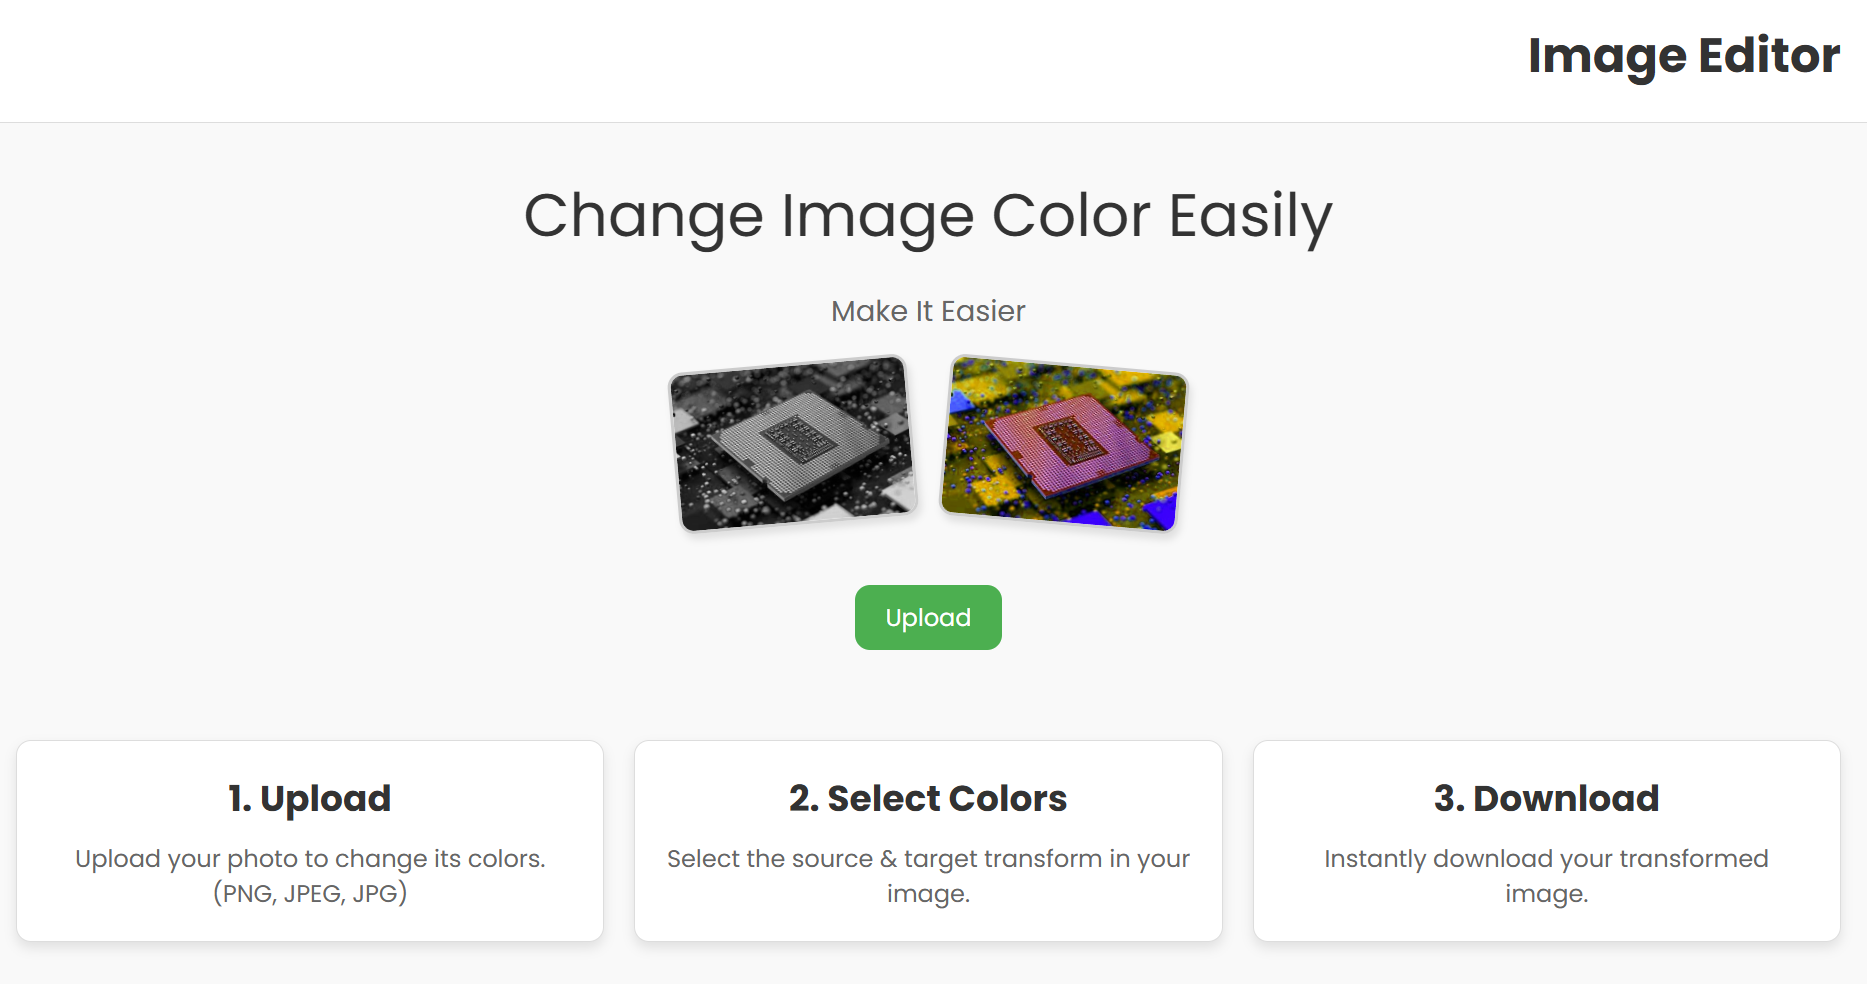 Image Editor
Change Image Color Easily
Make It Easier
Upload
1. Upload
Upload your photo to change its colors.
(PNG, JPEG, JPG)
2. Select Colors
Select the source & target transform in your
image.
3. Download
Instantly download your transformed
image.